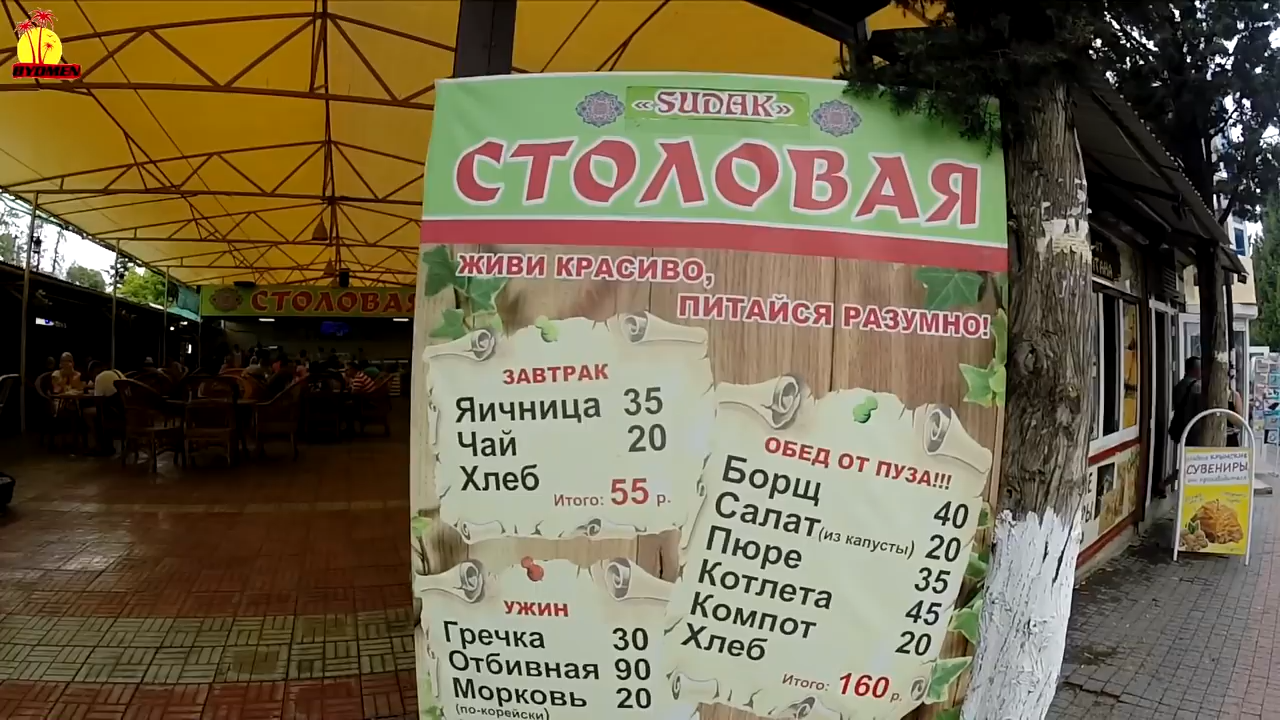 BYUMEN
«SUDAK»
СТОЛОВАЯ
ЖИВИ КРАСИВО,
ПИТАЙСЯ РАЗУМНО!
ЗАВТРАК
Яичница 35
Чай 20
Хлеб
Итого: 55 р.
ОБЕД ОТ ПУЗА!!!
Борщ 40
Салат (из капусты) 20
Пюре 35
Котлета 45
Компот 20
Хлеб
Итого: 160 р.
УЖИН
Гречка 30
Отбивная 90
Морковь 20
(по-корейски)
СТОЛОВАЯ
СУВЕНИРЫ